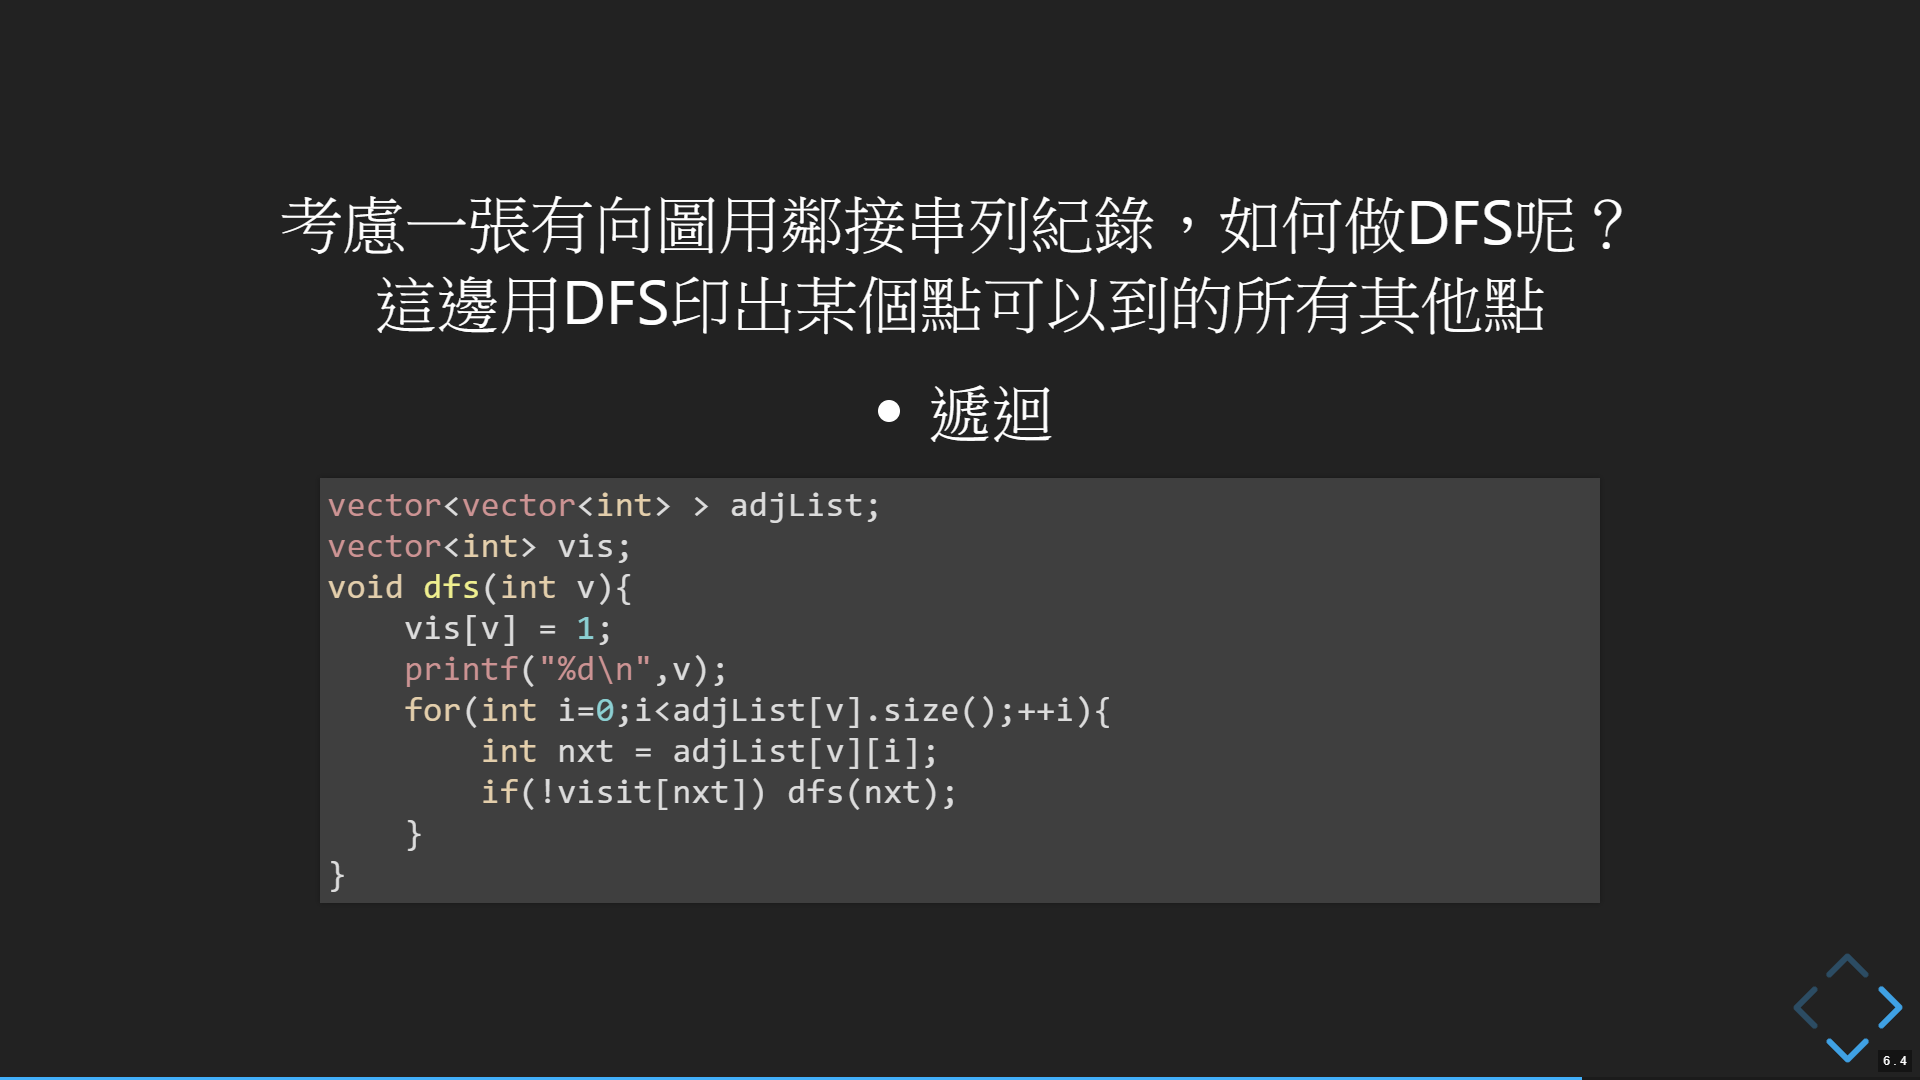 考慮一張有向圖用鄰接串列紀錄，如何做DFS呢？
這邊用DFS印出某個點可以到的所有其他點
• 遞迴
vector<vector<int> > adjList;
vector<int> vis;
void dfs(int v){
    vis[v] = 1;
    printf("%d\n",v);
    for(int i=0;i<adjList[v].size();++i){
        int nxt = adjList[v][i];
        if(!visit[nxt]) dfs(nxt);
    }
}
6.4